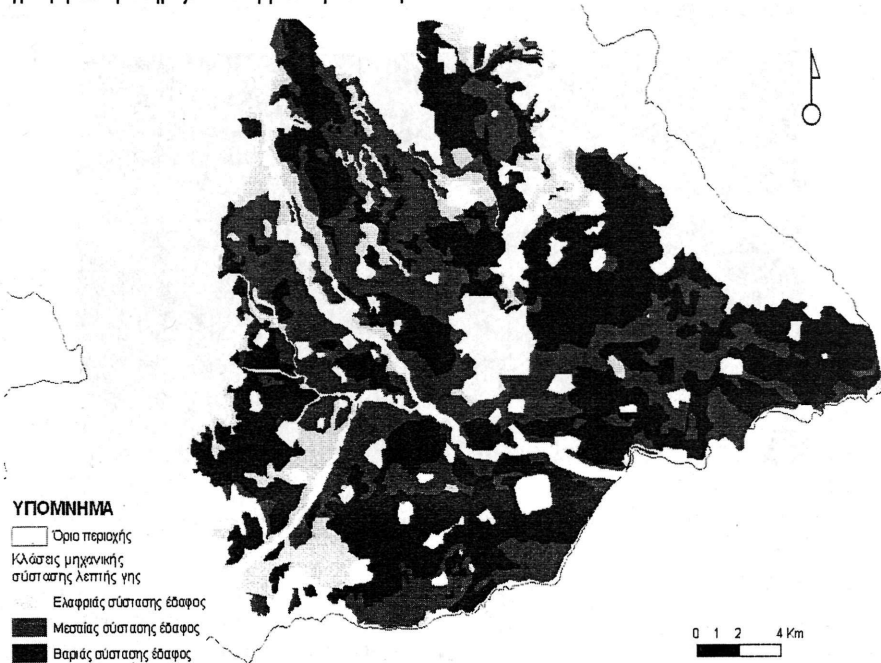 ΥΠΟΜΝΗΜΑ
Όριο περιοχής
Κλάσεις μηχανικής
σύστασης λεπτής γης
Ελαφριάς σύστασης έδαφος
Μεσαίας σύστασης έδαφος
Βαριάς σύστασης έδαφος
0 1 2 4 Km